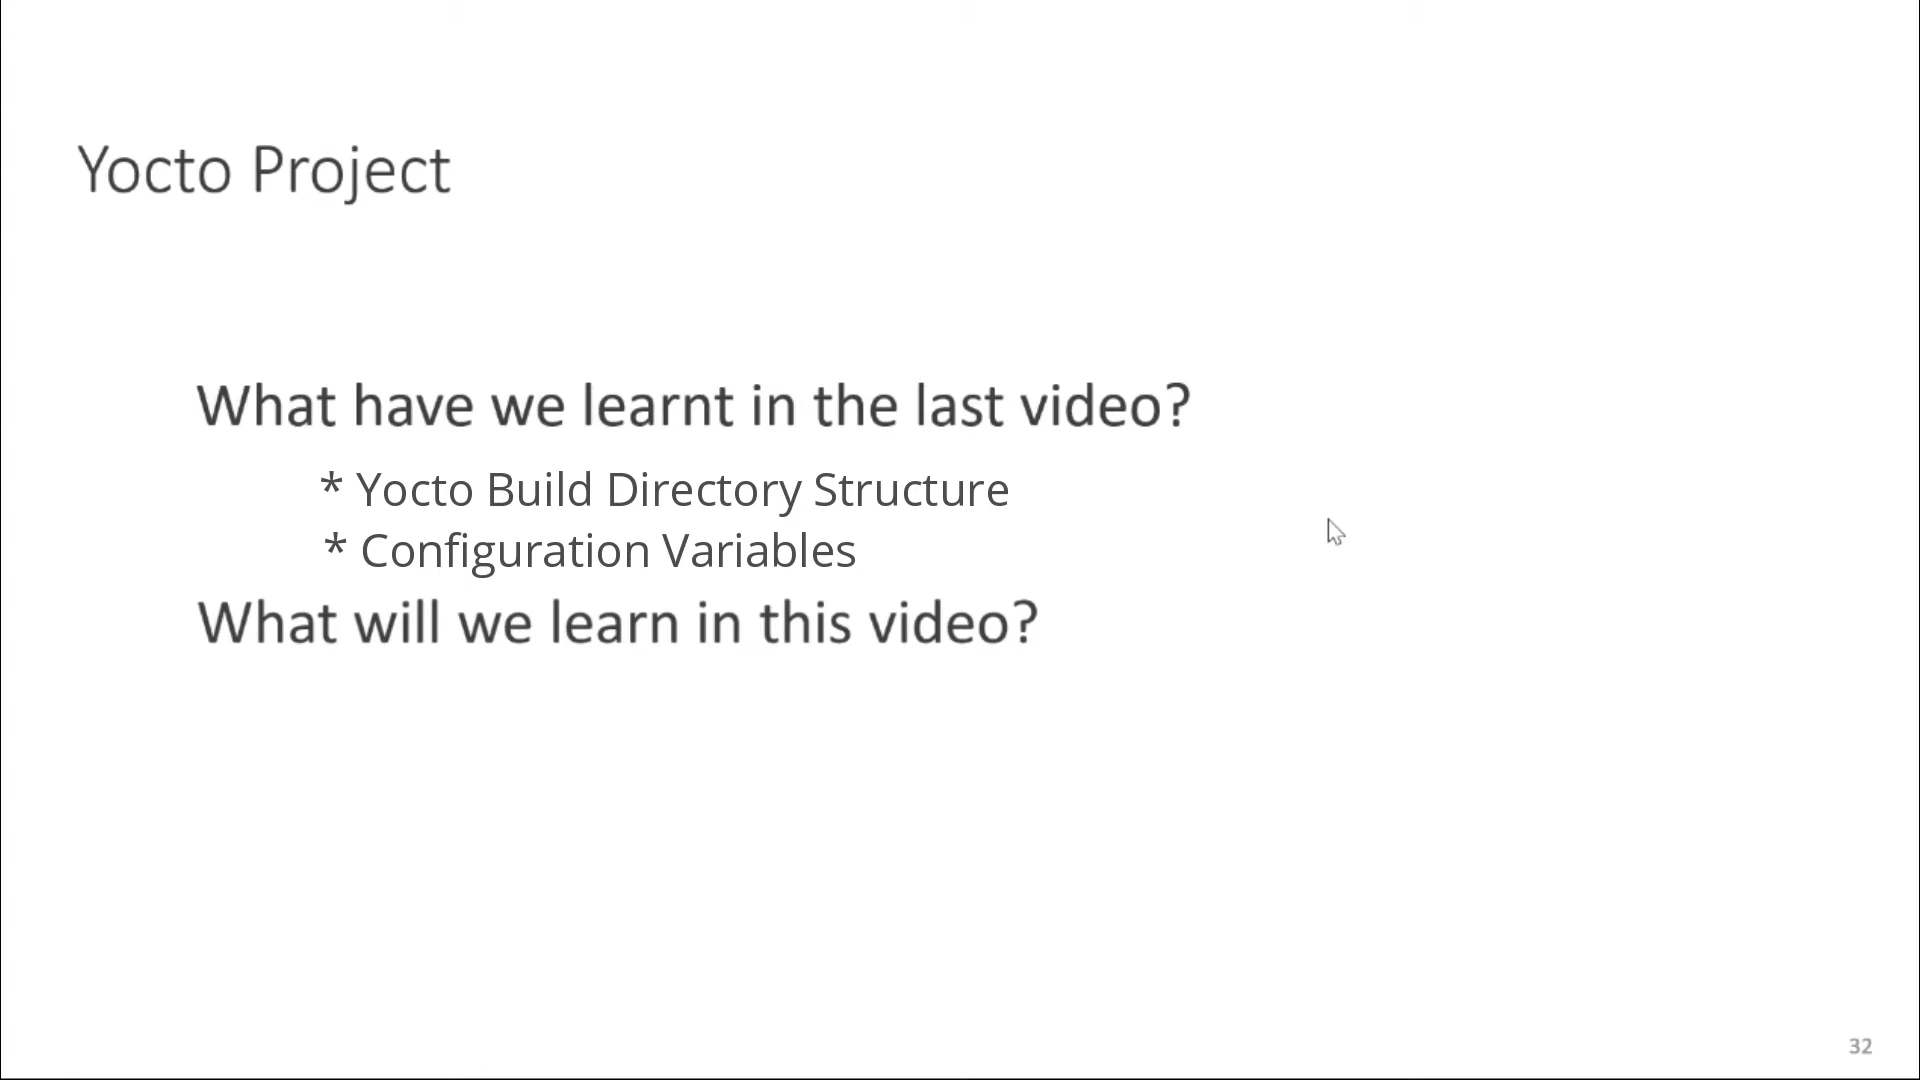 Yocto Project
What have we learnt in the last video?
* Yocto Build Directory Structure
* Configuration Variables
What will we learn in this video?
32